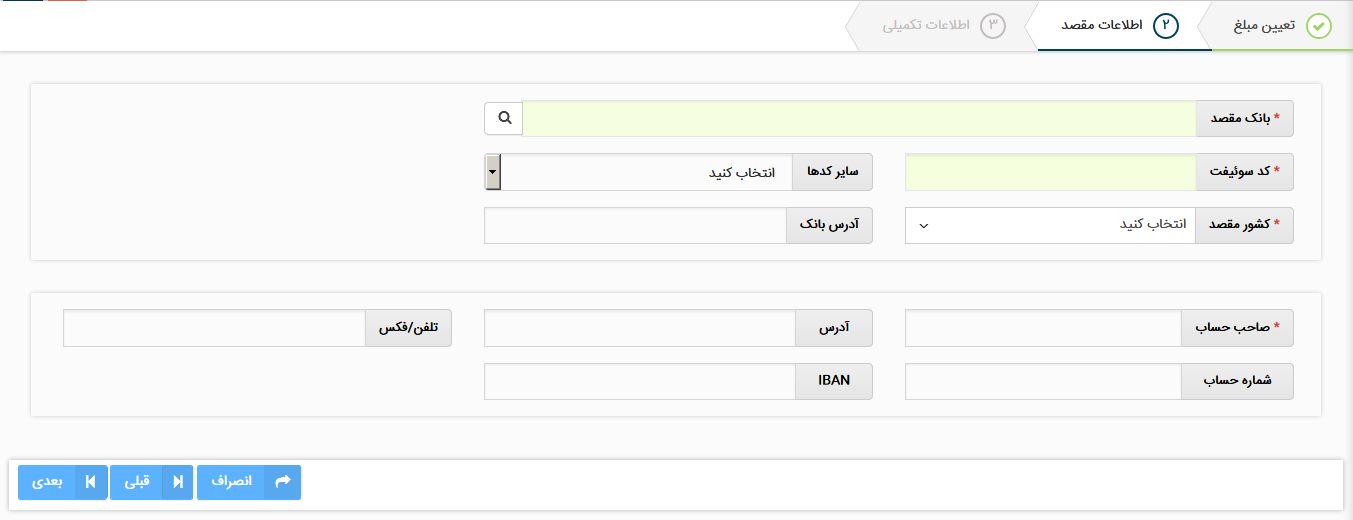 تعیین مبلغ
۲ اطلاعات مقصد
۳ اطلاعات تکمیلی
* بانک مقصد
* کد سوئیفت
سایر کدها
انتخاب کنید
* کشور مقصد
انتخاب کنید
آدرس بانک
* صاحب حساب
آدرس
تلفن/فکس
شماره حساب
IBAN
انصراف
قبلی
بعدی